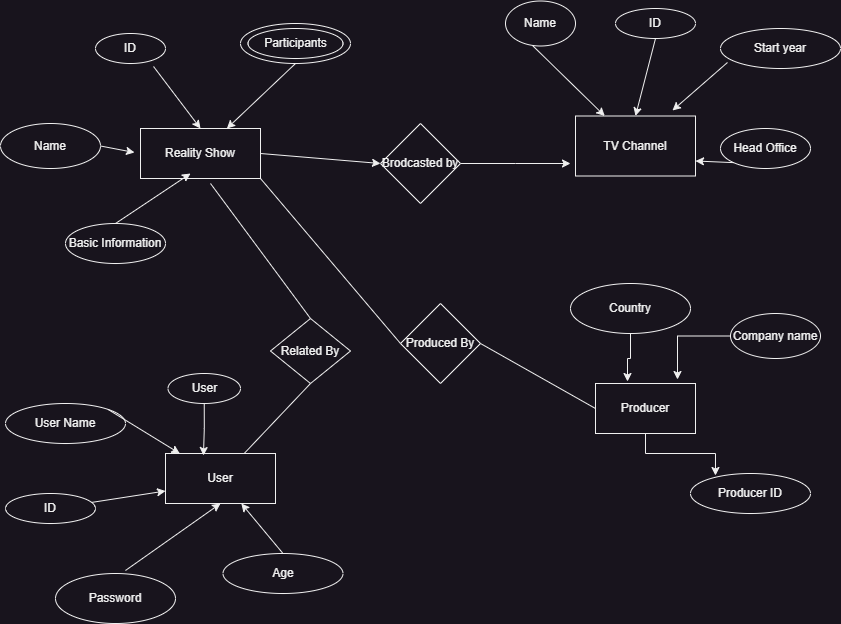 Name
ID
Participants
ID
Start year
Name
Reality Show
TV Channel
Head Office
Brodcasted by
Basic Information
Country
Company name
Related By
Produced By
User
Producer
User Name
User
Producer ID
ID
Age
Password